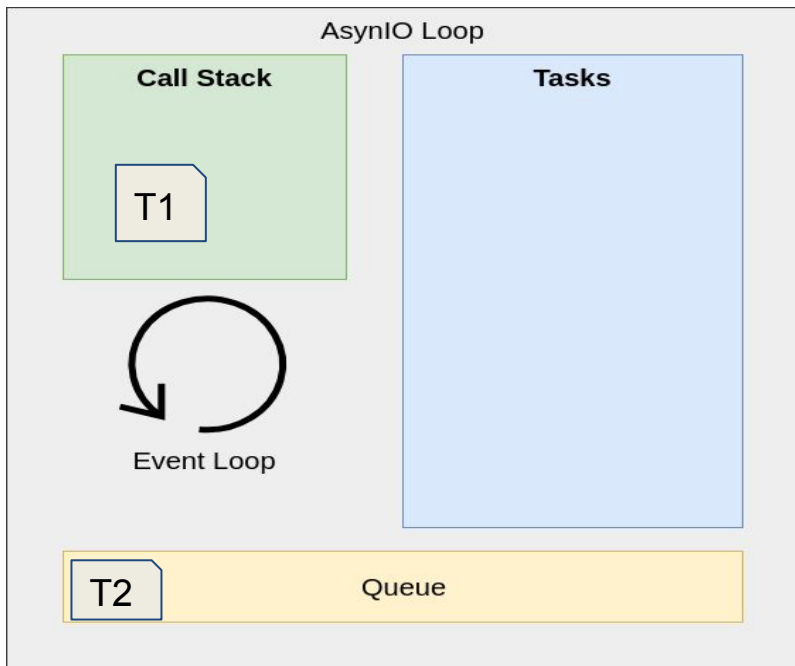 AsynIO Loop
Call Stack
Tasks
T1
Event Loop
T2
Queue